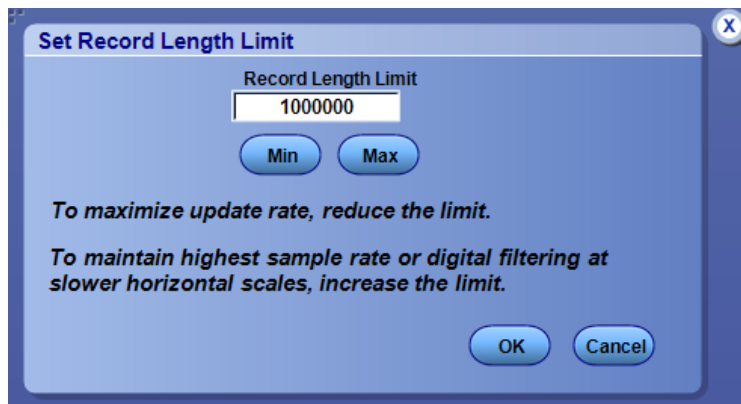 Set Record Length Limit
X
Record Length Limit
1000000
Min Max
To maximize update rate, reduce the limit.
To maintain highest sample rate or digital filtering at
slower horizontal scales, increase the limit.
OK Cancel